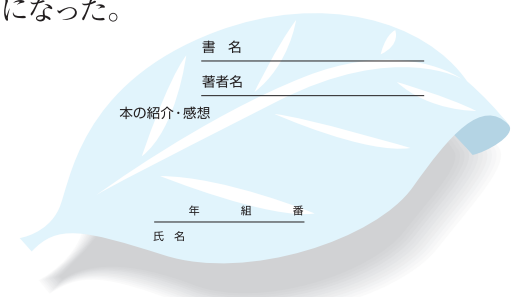 になった。
書　名
著者名
本の紹介・感想
年　組　番
氏　名